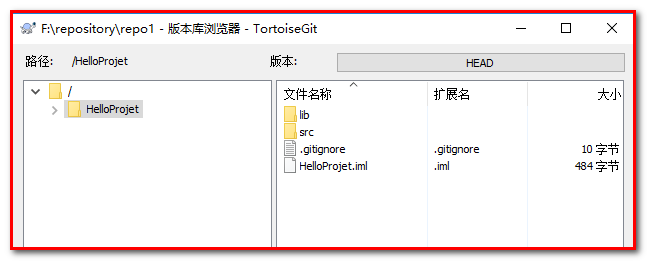 F:\repository\repo1 - 版本库浏览器 - TortoiseGit
路径: /HelloProjet 版本: HEAD
/
HelloProjet
文件名称 扩展名 大小
lib
src
.gitignore .gitignore 10 字节
HelloProjet.iml .iml 484 字节